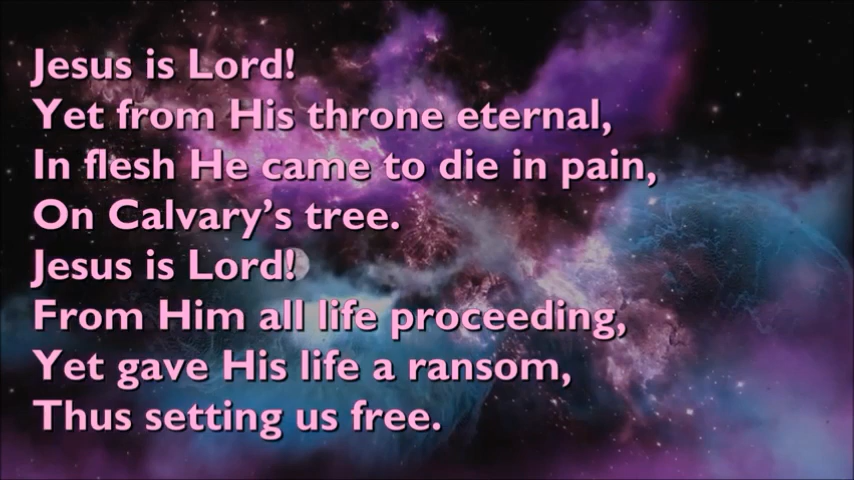 Jesus is Lord!
Yet from His throne eternal,
In flesh He came to die in pain,
On Calvary’s tree.
Jesus is Lord!
From Him all life proceeding,
Yet gave His life a ransom,
Thus setting us free.